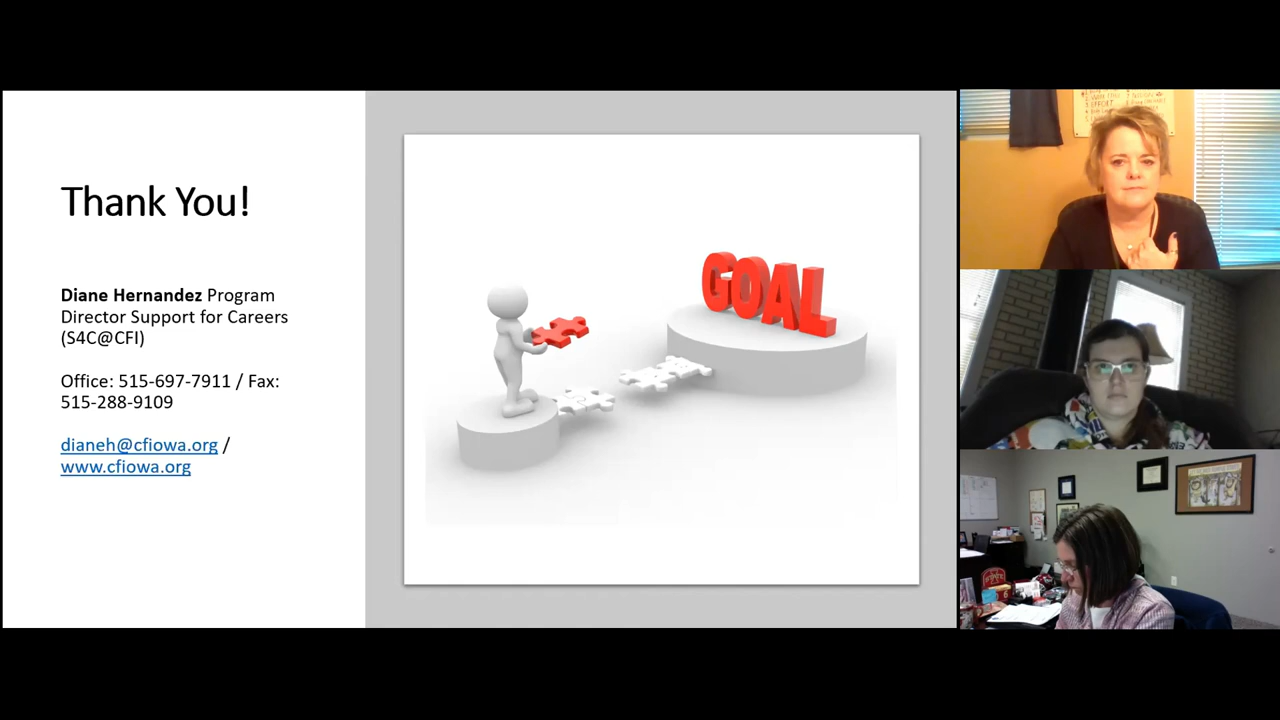 Thank You!
Diane Hernandez Program
Director Support for Careers
(S4C@CFI)
Office: 515-697-7911 / Fax:
515-288-9109
dianeh@cfiowa.org /
www.cfiowa.org
GOAL
EFFORT